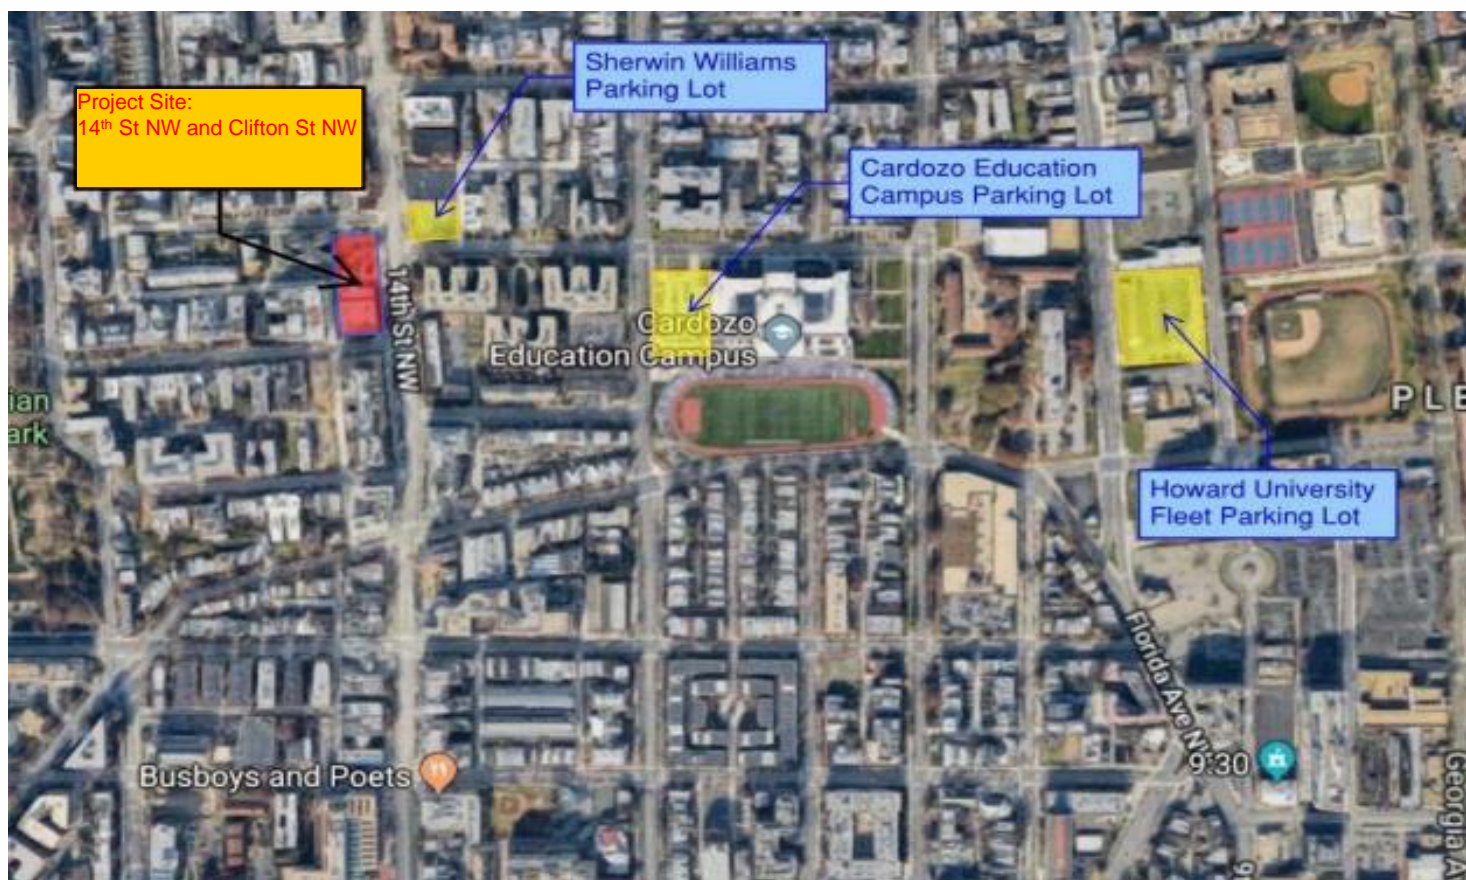 Sherwin Williams
Parking Lot
Project Site:
14th St NW and Clifton St NW
Cardozo Education
Campus Parking Lot
14th St NW
Cardozo
Education Campus
ian
ark
PLE
Howard University
Fleet Parking Lot
Florida Ave NW
Busboys and Poets
9:30
Georgia Av
9